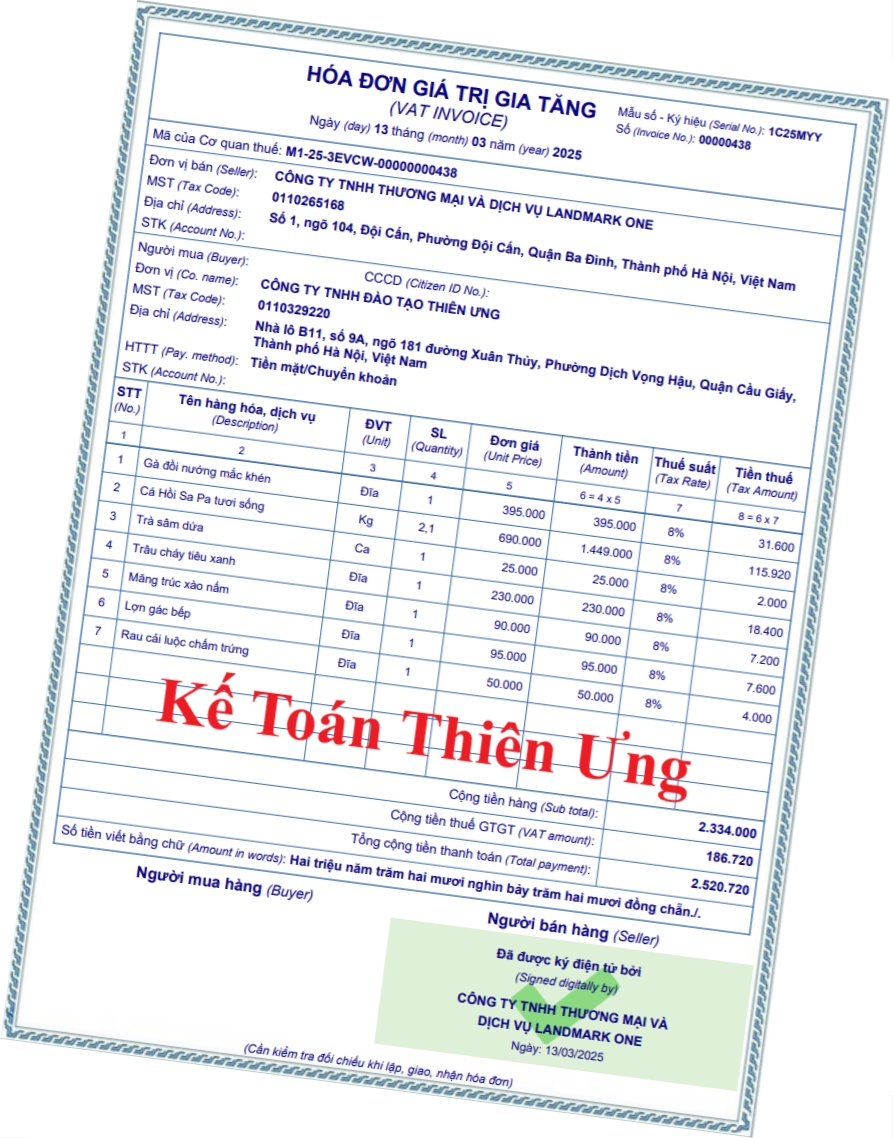 HÓA ĐƠN GIÁ TRỊ GIA TĂNG
(VAT INVOICE)
Ngày (day) 13 tháng (month) 03 năm (year) 2025
Mẫu số - Ký hiệu (Serial No.): 1C25MYY
Số (Invoice No.): 00000438
Mã của Cơ quan thuế: M1-25-3EVCW-00000000438
Đơn vị bán (Seller): CÔNG TY TNHH THƯƠNG MẠI VÀ DỊCH VỤ LANDMARK ONE
MST (Tax Code): 0110265168
Địa chỉ (Address): Số 1, ngõ 104, Đội Cấn, Phường Đội Cấn, Quận Ba Đình, Thành phố Hà Nội, Việt Nam
STK (Account No.):
Người mua (Buyer): CCCD (Citizen ID No.):
Đơn vị (Co. name): CÔNG TY TNHH ĐÀO TẠO THIÊN ƯNG
MST (Tax Code): 0110329220
Địa chỉ (Address): Nhà lô B11, số 9A, ngõ 181 đường Xuân Thủy, Phường Dịch Vọng Hậu, Quận Cầu Giấy,
Thành phố Hà Nội, Việt Nam
HTTT (Pay. method): Tiền mặt/Chuyển khoản
STK (Account No.):
STT Tên hàng hóa, dịch vụ ĐVT SL Đơn giá Thành tiền Thuế suất Tiền thuế
(No.) (Description) (Unit) (Quantity) (Unit Price) (Amount) (Tax Rate) (Tax Amount)
1 2 3 4 5 6 = 4 x 5 7 8 = 6 x 7
1 Gà đồi nướng mắc khén Đĩa 1 395.000 395.000 8% 31.600
2 Cá Hồi Sa Pa tươi sống Kg 2,1 690.000 1.449.000 8% 115.920
3 Trà sâm dứa Ca 1 25.000 25.000 8% 2.000
4 Trâu cháy tiêu xanh Đĩa 1 230.000 230.000 8% 18.400
5 Măng trúc xào nấm Đĩa 1 90.000 90.000 8% 7.200
6 Lợn gác bếp Đĩa 1 95.000 95.000 8% 7.600
7 Rau cải luộc chấm trứng Đĩa 1 50.000 50.000 8% 4.000
Kế Toán Thiên Ưng
Cộng tiền hàng (Sub total): 2.334.000
Cộng tiền thuế GTGT (VAT amount): 186.720
Tổng cộng tiền thanh toán (Total payment): 2.520.720
Số tiền viết bằng chữ (Amount in words): Hai triệu năm trăm hai mươi nghìn bảy trăm hai mươi đồng chẵn./.
Người mua hàng (Buyer)
Người bán hàng (Seller)
Đã được ký điện tử bởi
(Signed digitally by)
CÔNG TY TNHH THƯƠNG MẠI VÀ
DỊCH VỤ LANDMARK ONE
Ngày: 13/03/2025
(Cần kiểm tra đối chiếu khi lập, giao, nhận hóa đơn)